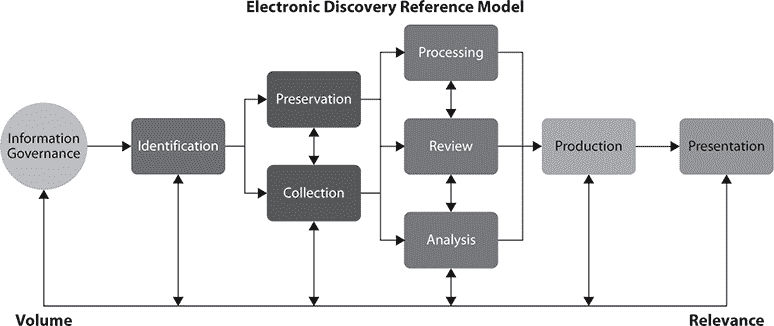 Electronic Discovery Reference Model
Information
Governance
Identification
Preservation
Collection
Processing
Review
Analysis
Production
Presentation
Volume
Relevance